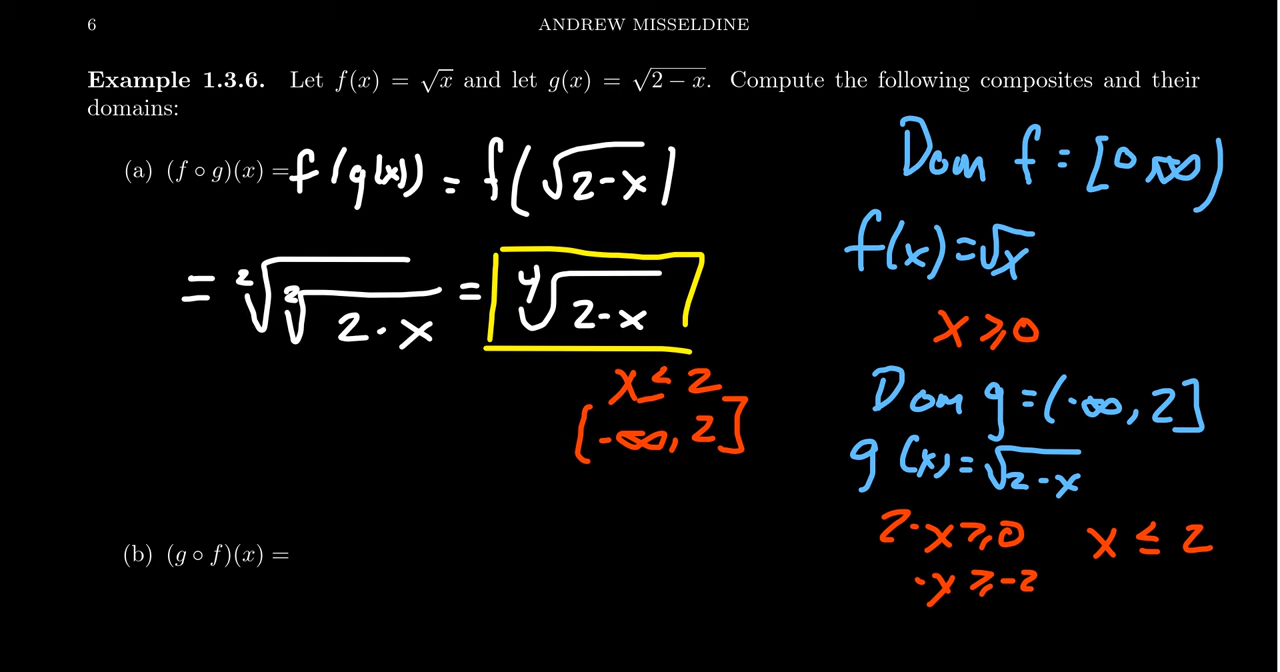 6 ANDREW MISSELDINE
Example 1.3.6. Let f(x) = √x and let g(x) = √(2 − x). Compute the following composites and their
domains:
(a) (f ∘ g)(x) = f(g(x)) = f(√(2-x))
= ²√(²√(2-x)) = ⁴√(2-x)
x ≤ 2
[-∞, 2]
(b) (g ∘ f)(x) =
Dom f = [0, ∞)
f(x) = √x
x ≥ 0
Dom g = (-∞, 2]
g(x) = √(2-x)
2-x ≥ 0 x ≤ 2
-x ≥ -2